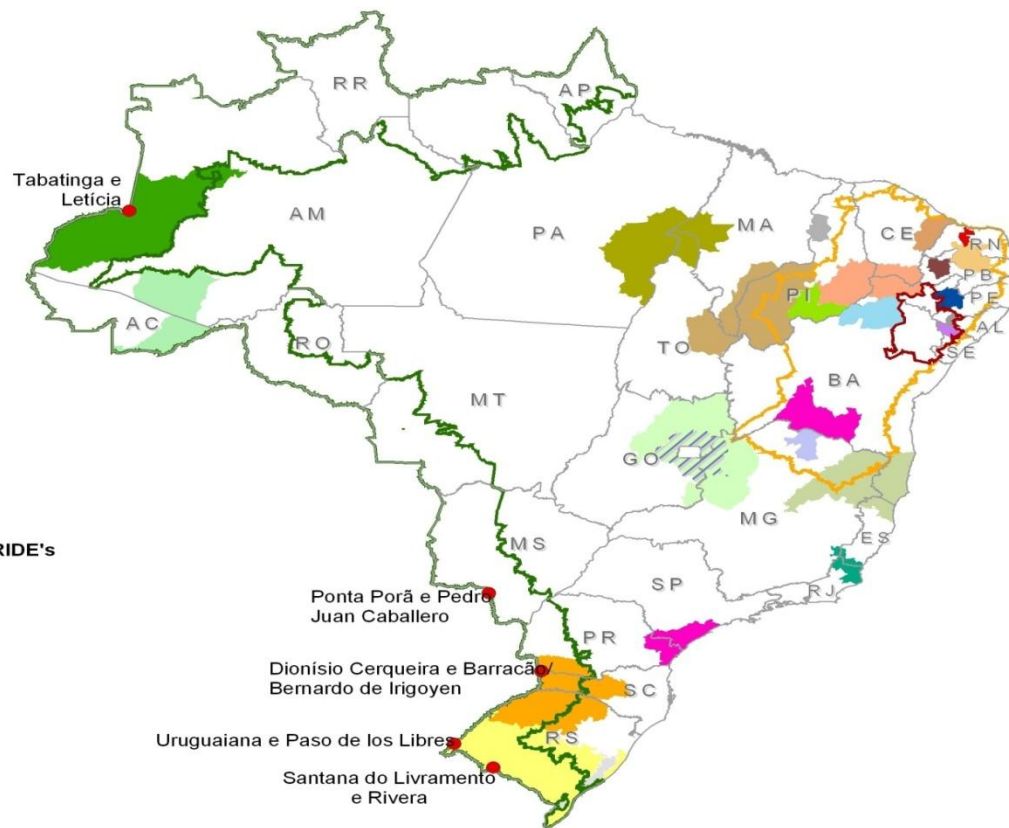 RR
AP
Tabatinga e
Letícia
AM
PA
MA
CE
RN
PB
PI
PE
AC
AL
TO
SE
RO
BA
MT
GO
MG
RIDE's
MS
ES
SP
RJ
Ponta Porã e Pedro
Juan Caballero
PR
Dionísio Cerqueira e Barracão/
Bernardo de Irigoyen
SC
Uruguaiana e Paso de los Libres
RS
Santana do Livramento
e Rivera